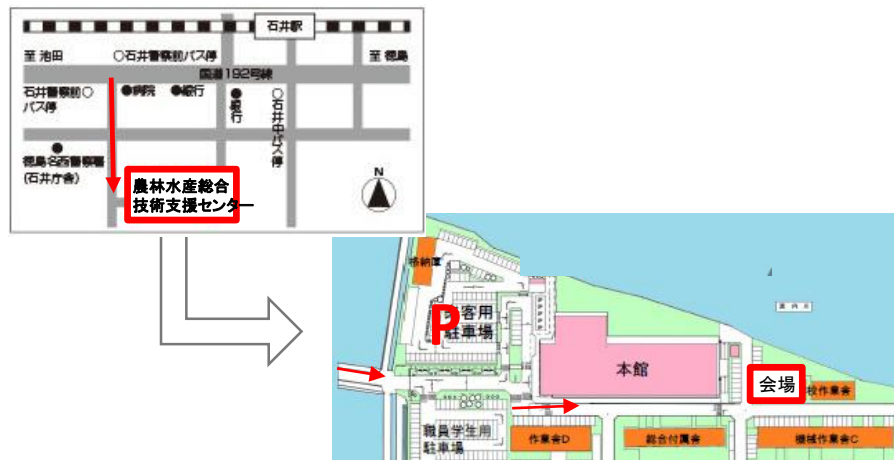 石井駅
至 池田
○石井警察前バス停
至 徳島
国道192号線
石井警察前○
バス停
●病院
●銀行
●銀行
○石井中バス停
●
徳島名西警察署
(石井庁舎)
農林水産総合
技術支援センター
N
格納庫
P
客用
駐車場
本館
会場
校作業舎
職員学生用
駐車場
作業舎D
総合付属舎
機械作業舎C